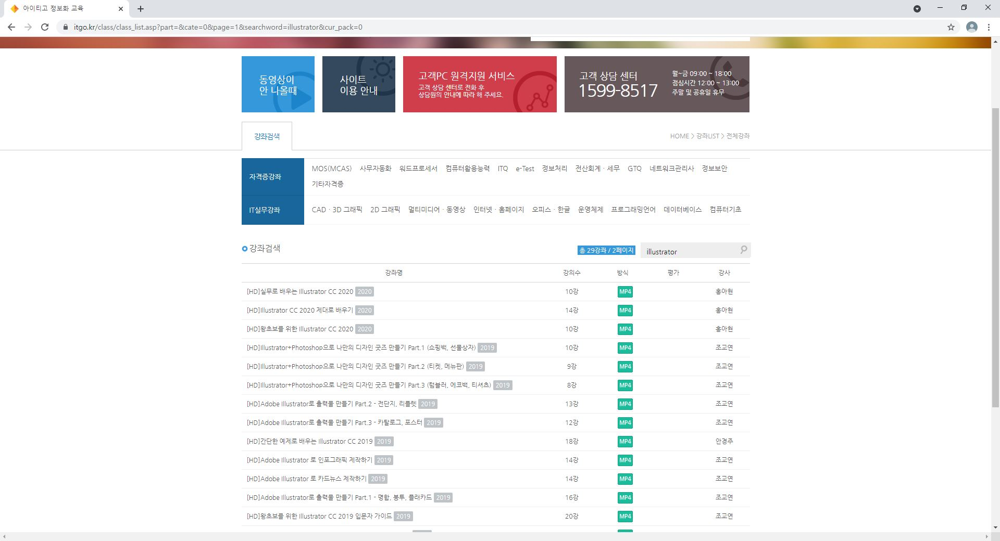 아이티고 정보화 교육
itgo.kr/class/class_list.asp?part=&cate=0&page=1&searchword=illustrator&cur_pack=0
동영상이
안 나올때
사이트
이용 안내
고객PC 원격지원 서비스
고객 상담 센터로 전화 후
상담원의 안내에 따라 해 주세요.
고객 상담 센터
1599-8517
월~금 09:00 ~ 18:00
점심시간 12:00 ~ 13:00
주말 및 공휴일 휴무
강좌검색
HOME > 강좌LIST > 전체강좌
자격증강좌
MOS(MCAS) 사무자동화 워드프로세서 컴퓨터활용능력 ITQ e-Test 정보처리 전산회계ㆍ세무 GTQ 네트워크관리사 정보보안
기타자격증
IT실무강좌
CADㆍ3D 그래픽 2D 그래픽 멀티미디어ㆍ동영상 인터넷ㆍ홈페이지 오피스ㆍ한글 운영체제 프로그래밍언어 데이터베이스 컴퓨터기초
강좌검색
총 29강좌 / 2페이지
illustrator
강좌명 강의수 방식 평가 강사
[HD]실무로 배우는 Illustrator CC 2020 2020 10강 MP4 홍아현
[HD]Illustrator CC 2020 제대로 배우기 2020 14강 MP4 홍아현
[HD]왕초보를 위한 Illustrator CC 2020 2020 10강 MP4 홍아현
[HD]Illustrator+Photoshop으로 나만의 디자인 굿즈 만들기 Part.1 (쇼핑백, 선물상자) 2019 10강 MP4 조교연
[HD]Illustrator+Photoshop으로 나만의 디자인 굿즈 만들기 Part.2 (티켓, 메뉴판) 2019 9강 MP4 조교연
[HD]Illustrator+Photoshop으로 나만의 디자인 굿즈 만들기 Part.3 (텀블러, 에코백, 티셔츠) 2019 8강 MP4 조교연
[HD]Adobe Illustrator로 출력물 만들기 Part.2 - 전단지, 리플렛 2019 13강 MP4 조교연
[HD]Adobe Illustrator로 출력물 만들기 Part.3 - 카탈로그, 포스터 2019 12강 MP4 조교연
[HD]간단한 예제로 배우는 Illustrator CC 2019 2019 18강 MP4 안경주
[HD]Adobe Illustrator 로 인포그래픽 제작하기 2019 14강 MP4 조교연
[HD]Adobe Illustrator 로 카드뉴스 제작하기 2019 14강 MP4 조교연
[HD]Adobe Illustrator로 출력물 만들기 Part.1 - 명함, 봉투, 플래카드 2019 16강 MP4 조교연
[HD]왕초보를 위한 Illustrator CC 2019 입문자 가이드 2019 20강 MP4 조교연